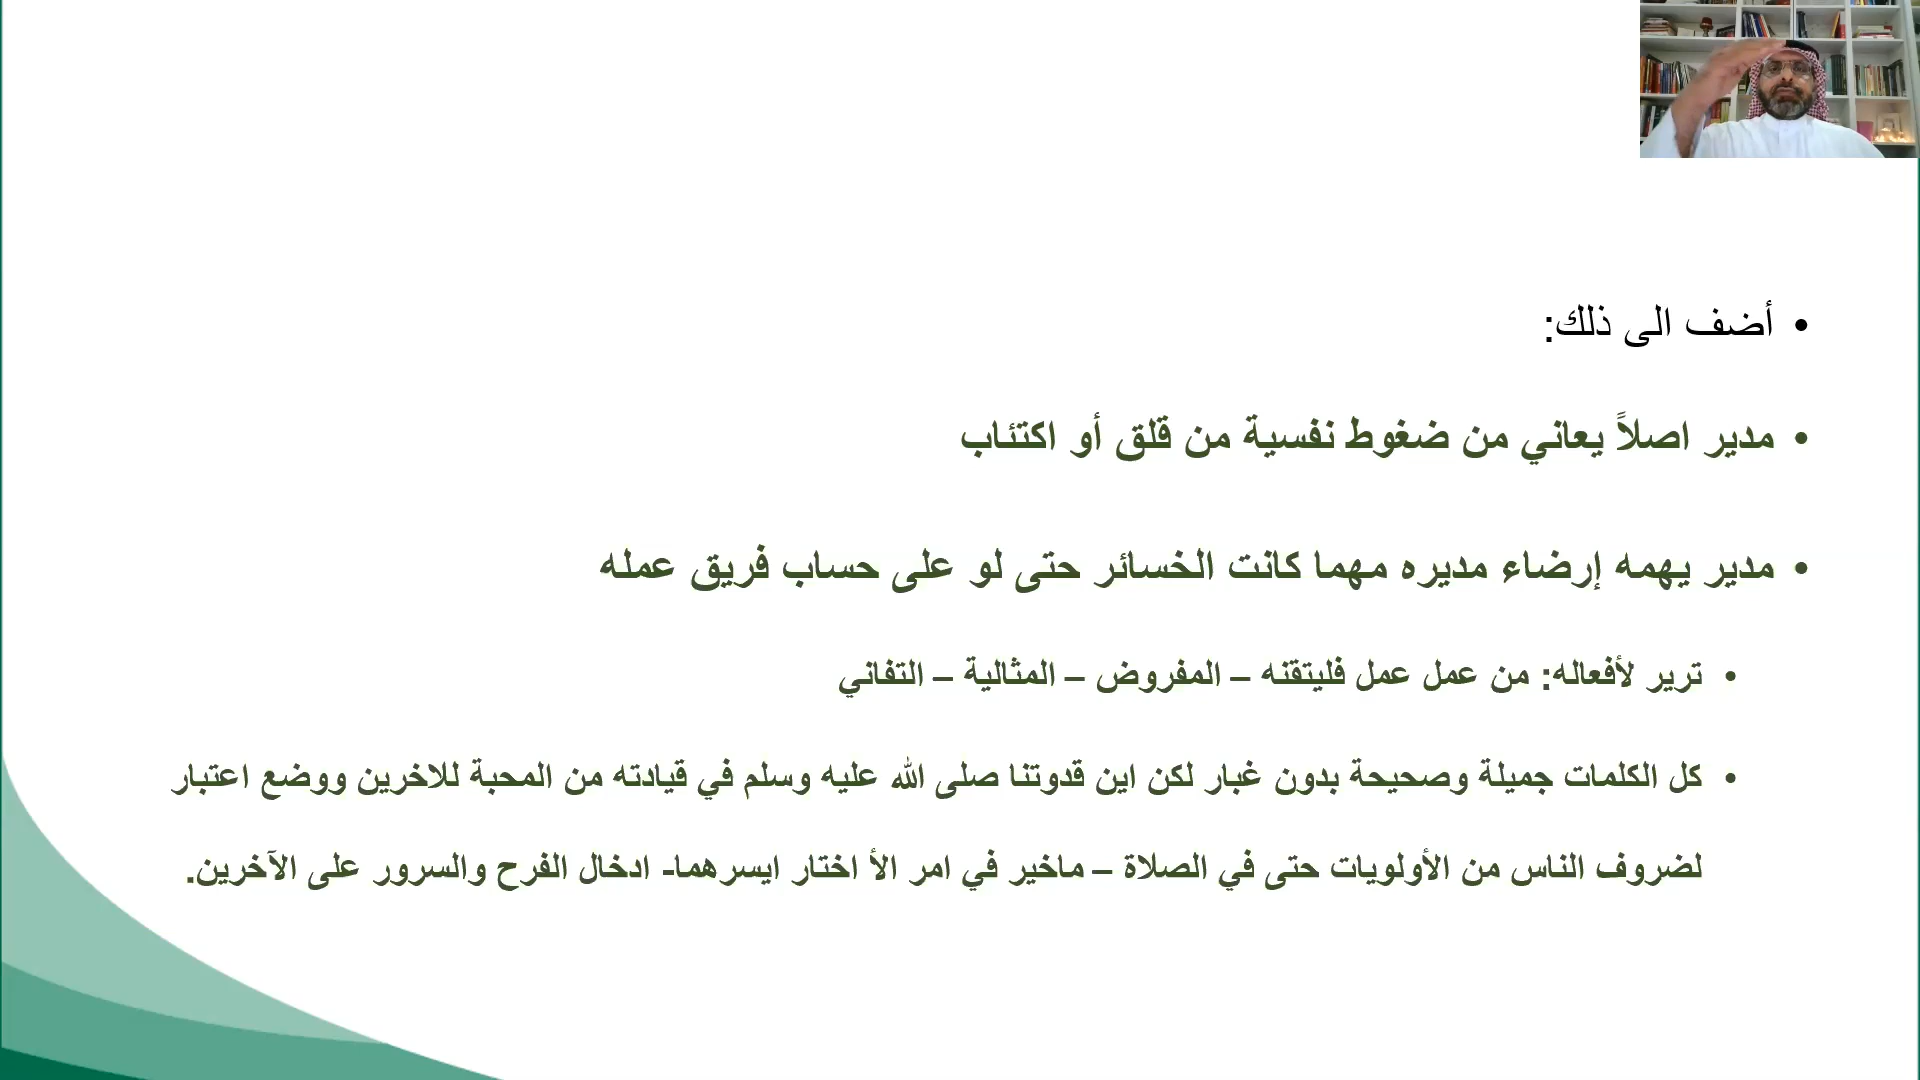 • أضف الى ذلك:
• مدير اصلاً يعاني من ضغوط نفسية من قلق أو اكتئاب
• مدير يهمه إرضاء مديره مهما كانت الخسائر حتى لو على حساب فريق عمله
• ترير لأفعاله: من عمل عمل فليتقنه – المفروض – المثالية – التفاني
• كل الكلمات جميلة وصحيحة بدون غبار لكن اين قدوتنا صلى الله عليه وسلم في قيادته من المحبة للاخرين ووضع اعتبار
لضروف الناس من الأولويات حتى في الصلاة – ماخير في امر الأ اختار ايسرهما- ادخال الفرح والسرور على الآخرين.